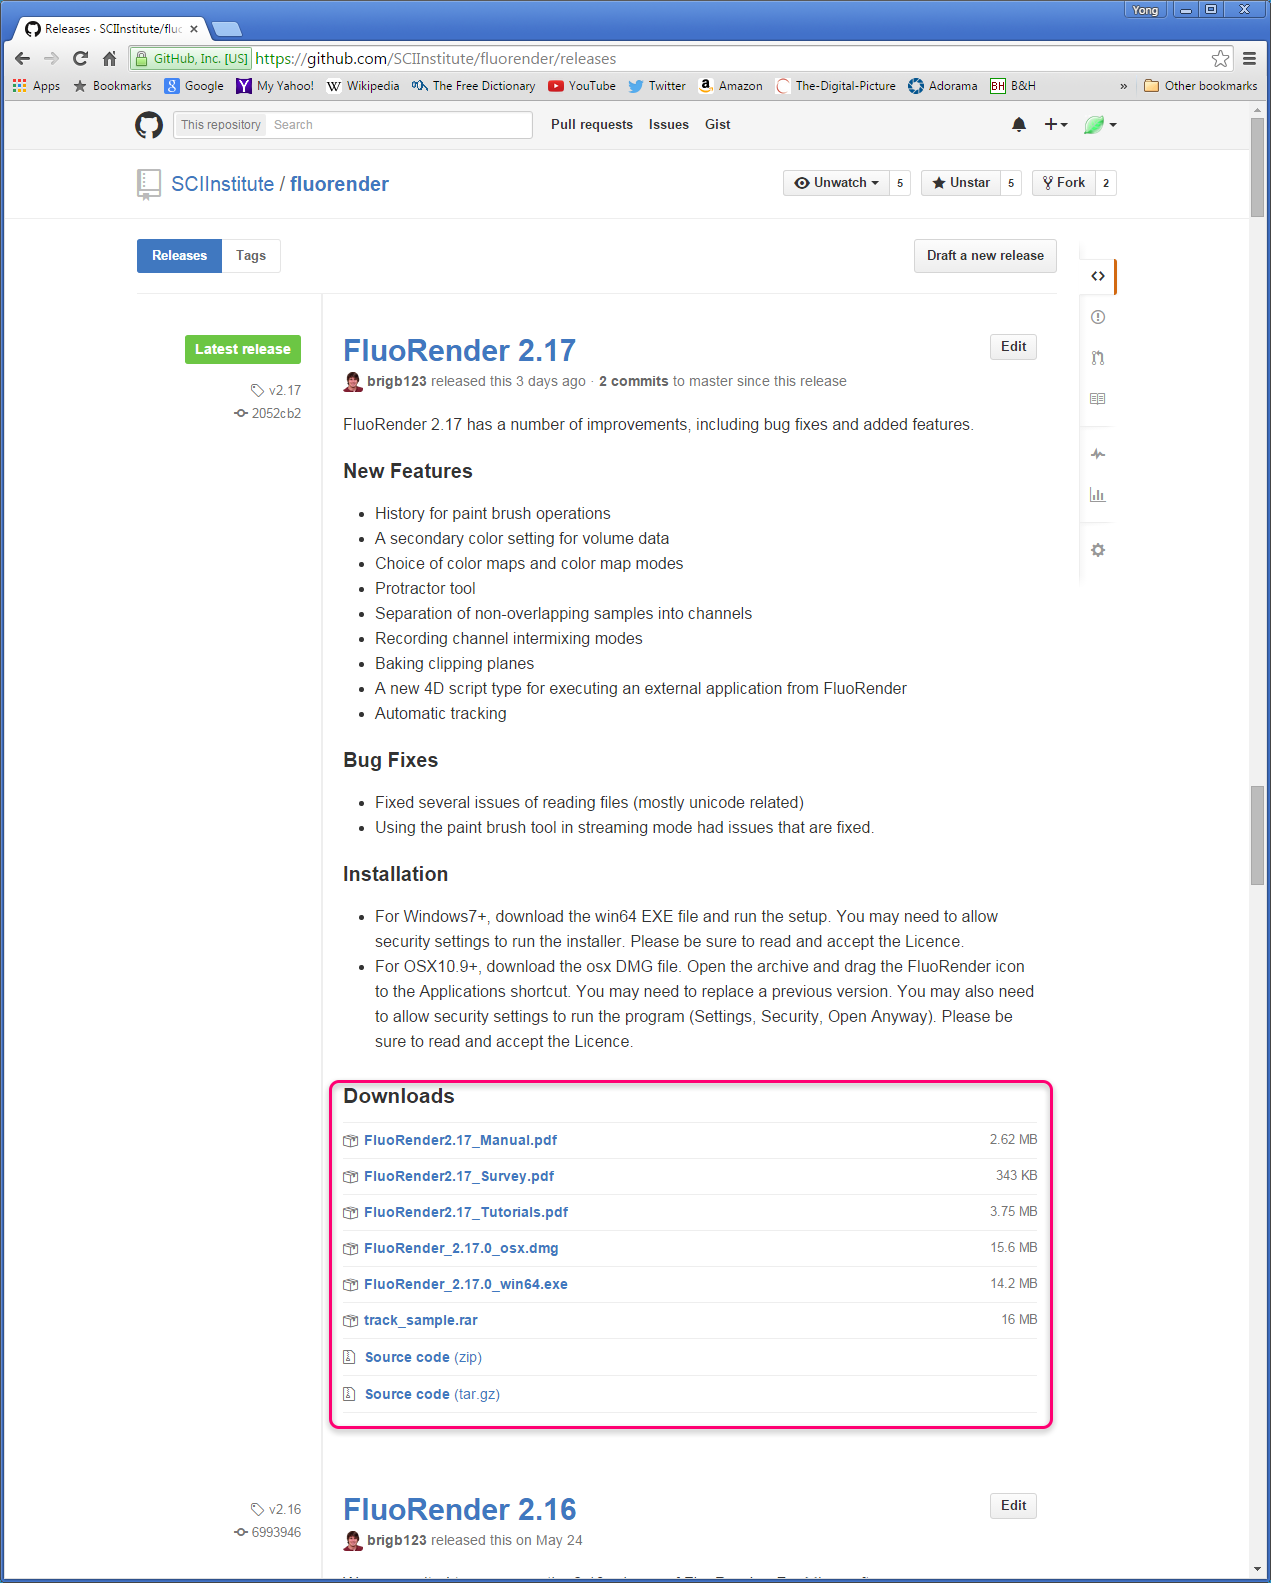 Yong
Releases · SCIInstitute/fluo
GitHub, Inc. [US] https://github.com/SCIInstitute/fluorender/releases
Apps Bookmarks Google My Yahoo! Wikipedia The Free Dictionary YouTube Twitter Amazon The-Digital-Picture Adorama BH B&H » Other bookmarks
This repository Search Pull requests Issues Gist
SCIInstitute / fluorender Unwatch 5 Unstar 5 Fork 2
Releases Tags Draft a new release
Latest release
v2.17
2052cb2
FluoRender 2.17 Edit
brigb123 released this 3 days ago · 2 commits to master since this release
FluoRender 2.17 has a number of improvements, including bug fixes and added features.
New Features
• History for paint brush operations
• A secondary color setting for volume data
• Choice of color maps and color map modes
• Protractor tool
• Separation of non-overlapping samples into channels
• Recording channel intermixing modes
• Baking clipping planes
• A new 4D script type for executing an external application from FluoRender
• Automatic tracking
Bug Fixes
• Fixed several issues of reading files (mostly unicode related)
• Using the paint brush tool in streaming mode had issues that are fixed.
Installation
• For Windows7+, download the win64 EXE file and run the setup. You may need to allow
security settings to run the installer. Please be sure to read and accept the Licence.
• For OSX10.9+, download the osx DMG file. Open the archive and drag the FluoRender icon
to the Applications shortcut. You may need to replace a previous version. You may also need
to allow security settings to run the program (Settings, Security, Open Anyway). Please be
sure to read and accept the Licence.
Downloads
FluoRender2.17_Manual.pdf 2.62 MB
FluoRender2.17_Survey.pdf 343 KB
FluoRender2.17_Tutorials.pdf 3.75 MB
FluoRender_2.17.0_osx.dmg 15.6 MB
FluoRender_2.17.0_win64.exe 14.2 MB
track_sample.rar 16 MB
Source code (zip)
Source code (tar.gz)
v2.16
6993946
FluoRender 2.16 Edit
brigb123 released this on May 24